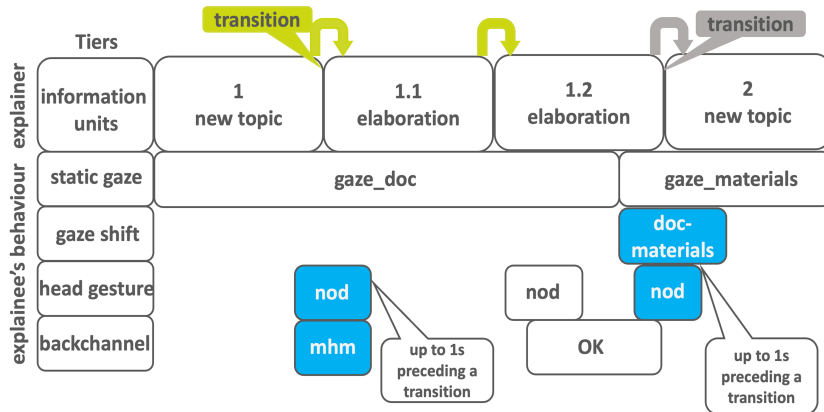 transition
transition
Tiers
explainer
information
units
1
new topic
1.1
elaboration
1.2
elaboration
2
new topic
explainee's behaviour
static gaze
gaze_doc
gaze_materials
gaze shift
doc-
materials
head gesture
nod
nod
nod
backchannel
mhm
OK
up to 1s
preceding a
transition
up to 1s
preceding a
transition